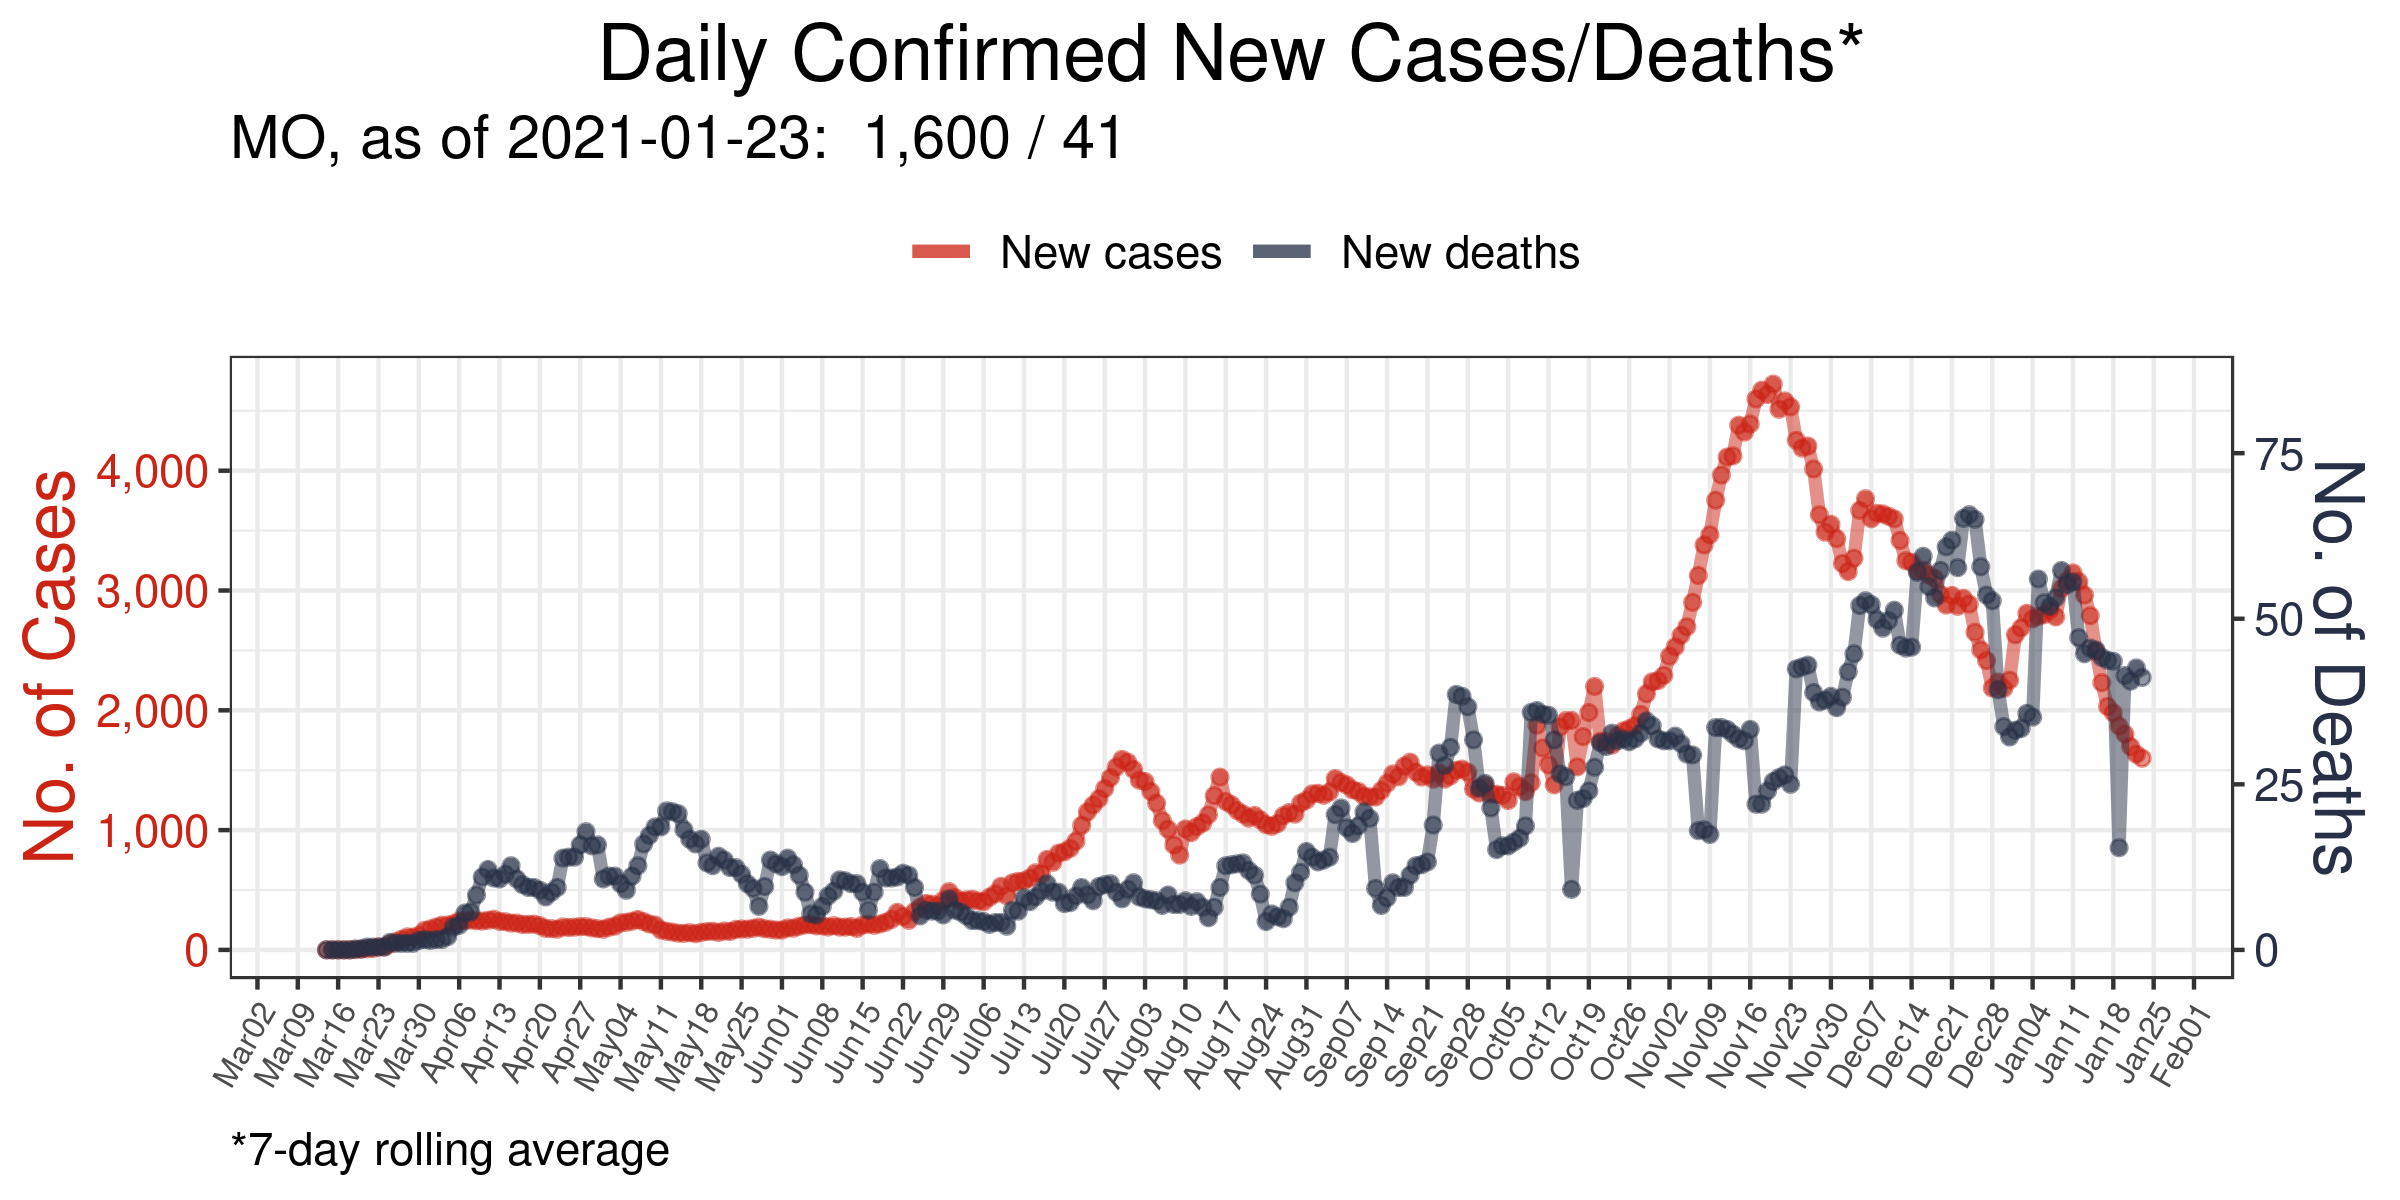 Daily Confirmed New Cases/Deaths*
MO, as of 2021-01-23:  1,600 / 41
New cases
New deaths
No. of Cases
4,000
3,000
2,000
1,000
0
75
50
25
0
No. of Deaths
Mar02
Mar09
Mar16
Mar23
Mar30
Apr06
Apr13
Apr20
Apr27
May04
May11
May18
May25
Jun01
Jun08
Jun15
Jun22
Jun29
Jul06
Jul13
Jul20
Jul27
Aug03
Aug10
Aug17
Aug24
Aug31
Sep07
Sep14
Sep21
Sep28
Oct05
Oct12
Oct19
Oct26
Nov02
Nov09
Nov16
Nov23
Nov30
Dec07
Dec14
Dec21
Dec28
Jan04
Jan11
Jan18
Jan25
Feb01
*7-day rolling average